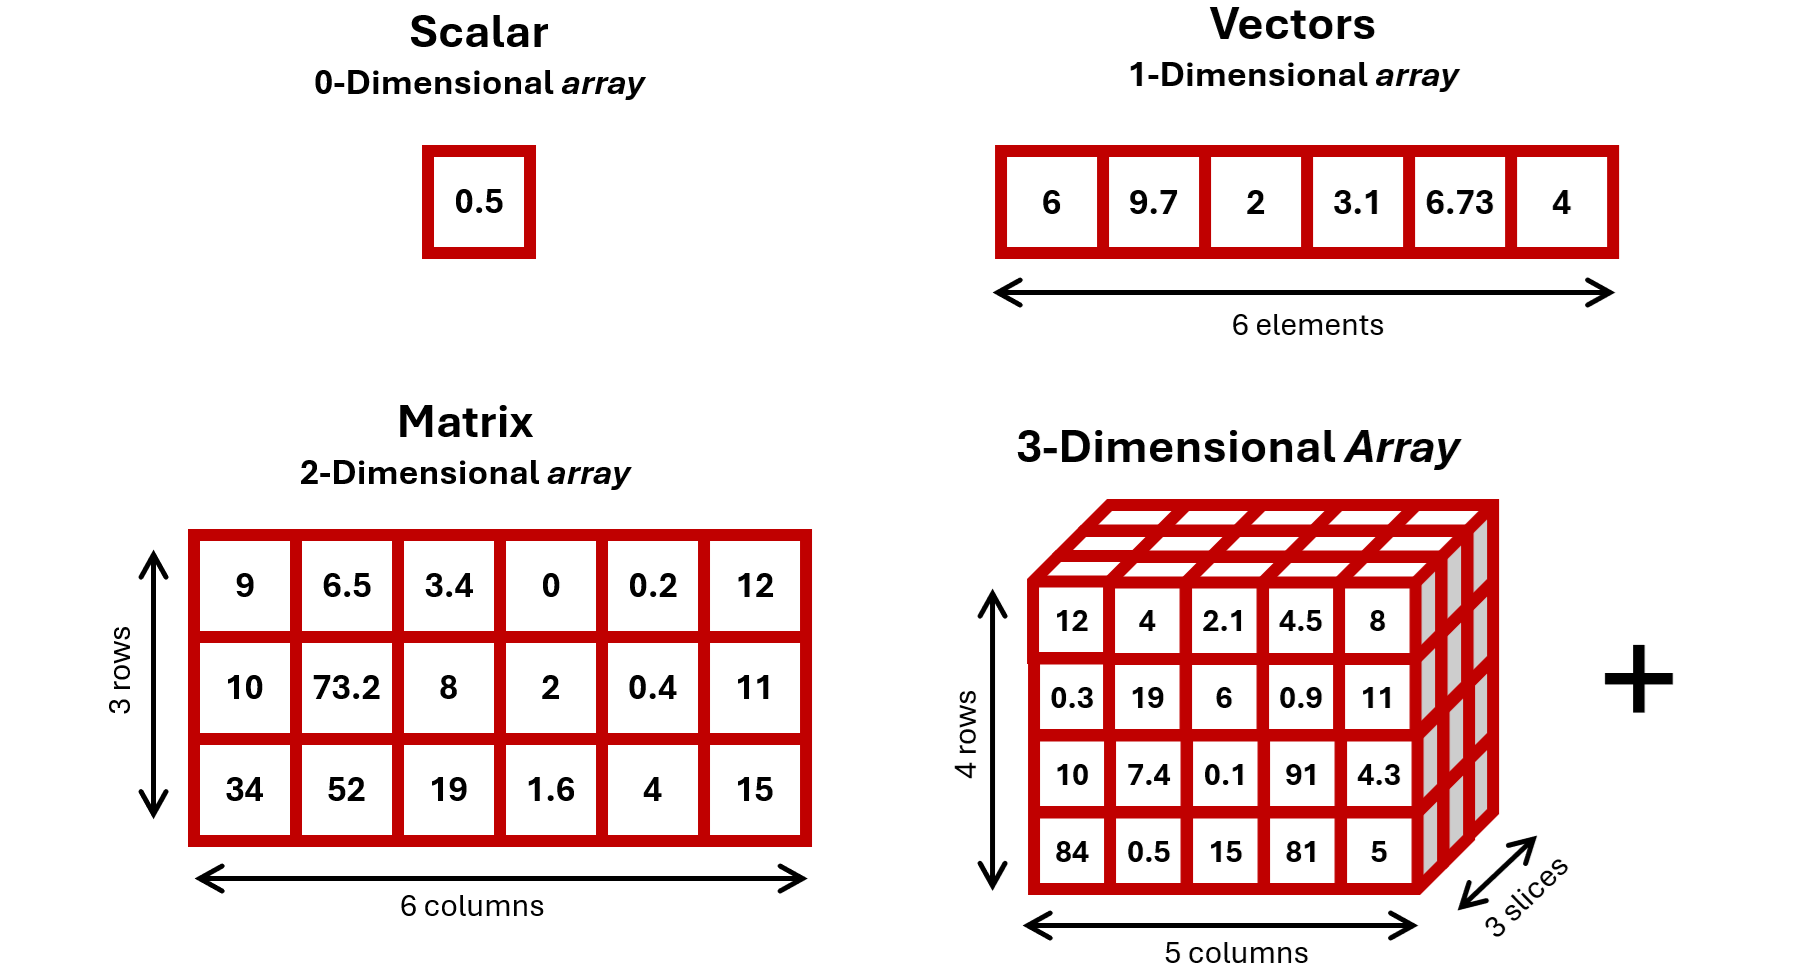 Scalar
0-Dimensional array
0.5
Vectors
1-Dimensional array
6 9.7 2 3.1 6.73 4
6 elements
Matrix
2-Dimensional array
3 rows
9 6.5 3.4 0 0.2 12
10 73.2 8 2 0.4 11
34 52 19 1.6 4 15
6 columns
3-Dimensional Array
4 rows
12 4 2.1 4.5 8
0.3 19 6 0.9 11
10 7.4 0.1 91 4.3
84 0.5 15 81 5
5 columns
3 slices
+